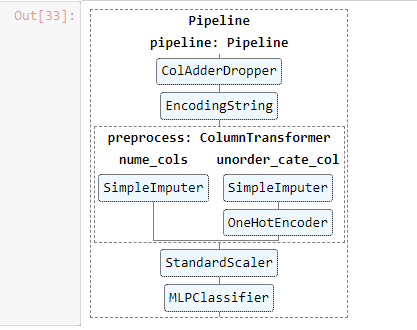 Out[33]:
Pipeline
pipeline: Pipeline
ColAdderDropper
EncodingString
preprocess: ColumnTransformer
nume_cols unorder_cate_col
SimpleImputer SimpleImputer
OneHotEncoder
StandardScaler
MLPClassifier